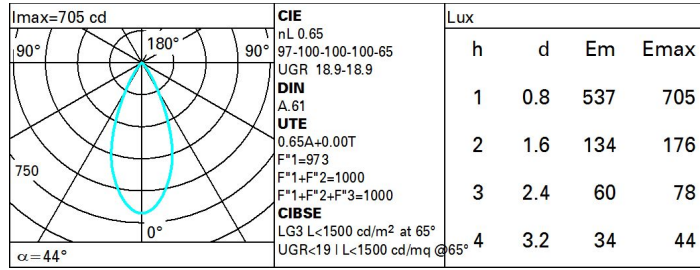 Imax=705 cd
90° 180° 90°
750
0°
α=44°
CIE
nL 0.65
97-100-100-100-65
UGR 18.9-18.9
DIN
A.61
UTE
0.65A+0.00T
F"1=973
F"1+F"2=1000
F"1+F"2+F"3=1000
CIBSE
LG3 L<1500 cd/m² at 65°
UGR<19 | L<1500 cd/mq @65°
Lux
h d Em Emax
1 0.8 537 705
2 1.6 134 176
3 2.4 60 78
4 3.2 34 44